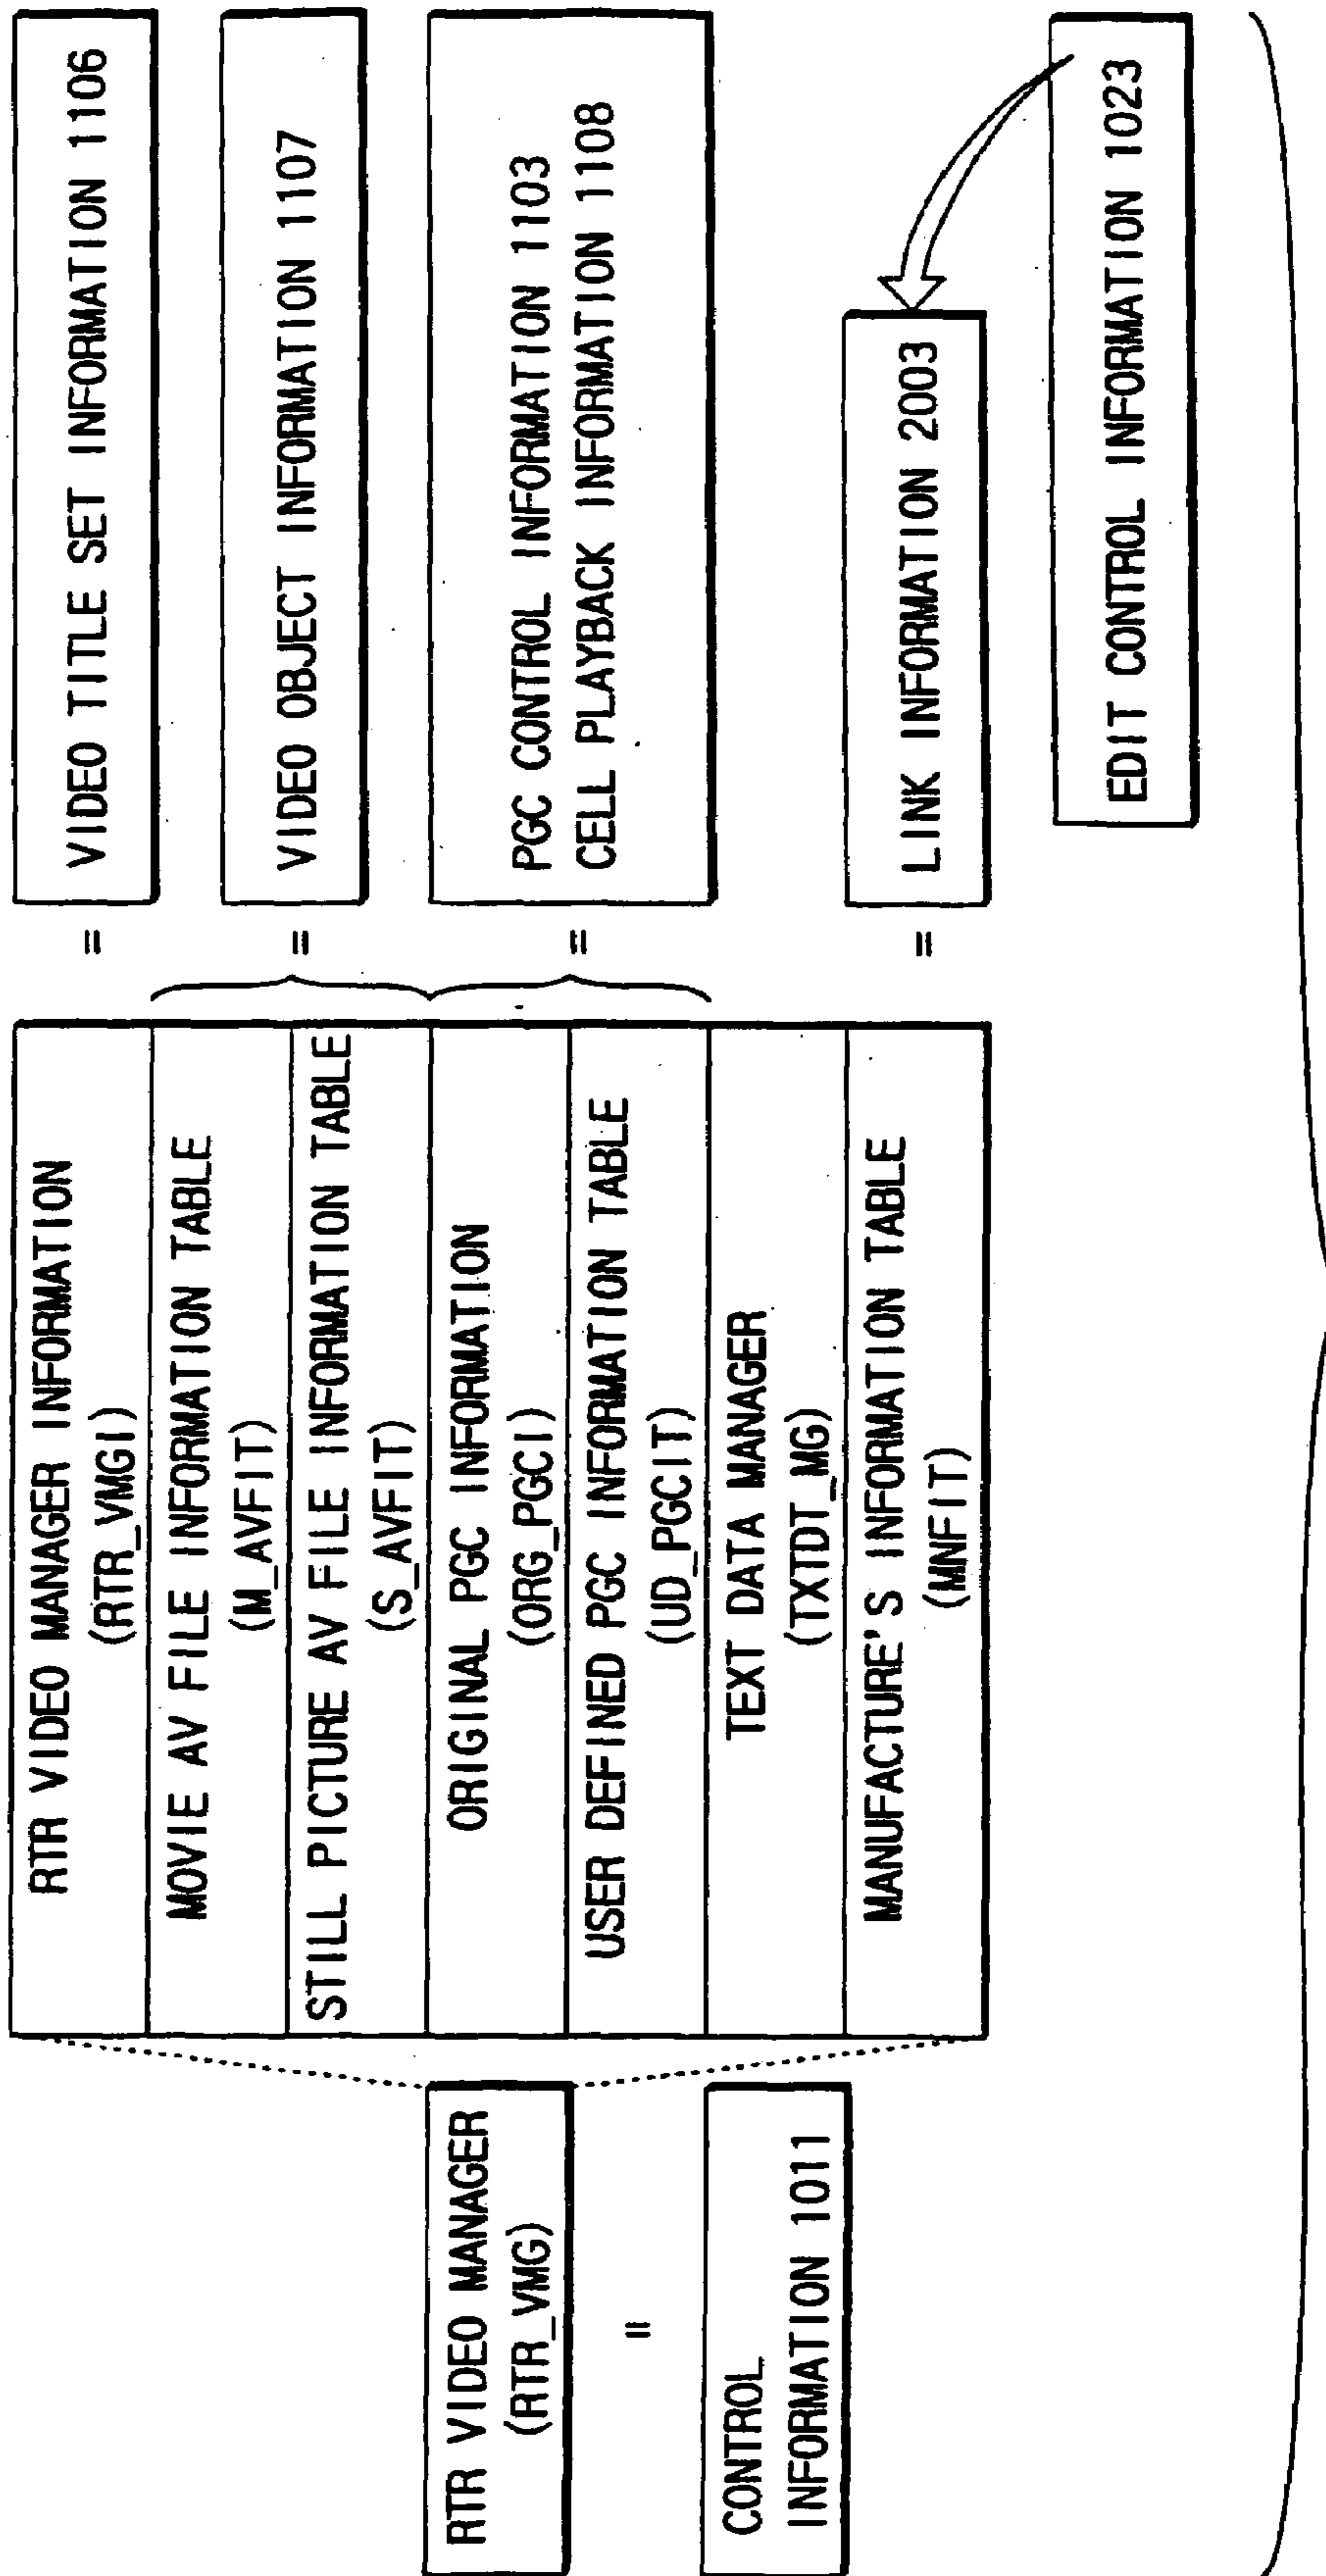 RTR VIDEO MANAGER
(RTR_VMG)
=
CONTROL
INFORMATION 1011
RTR VIDEO MANAGER INFORMATION
(RTR_VMGI)
MOVIE AV FILE INFORMATION TABLE
(M_AVFIT)
STILL PICTURE AV FILE INFORMATION TABLE
(S_AVFIT)
ORIGINAL PGC INFORMATION
(ORG_PGCI)
USER DEFINED PGC INFORMATION TABLE
(UD_PGCIT)
TEXT DATA MANAGER
(TXTDT_MG)
MANUFACTURE'S INFORMATION TABLE
(MNFIT)
=
VIDEO TITLE SET INFORMATION 1106
=
VIDEO OBJECT INFORMATION 1107
=
PGC CONTROL INFORMATION 1103
CELL PLAYBACK INFORMATION 1108
=
LINK INFORMATION 2003
EDIT CONTROL INFORMATION 1023